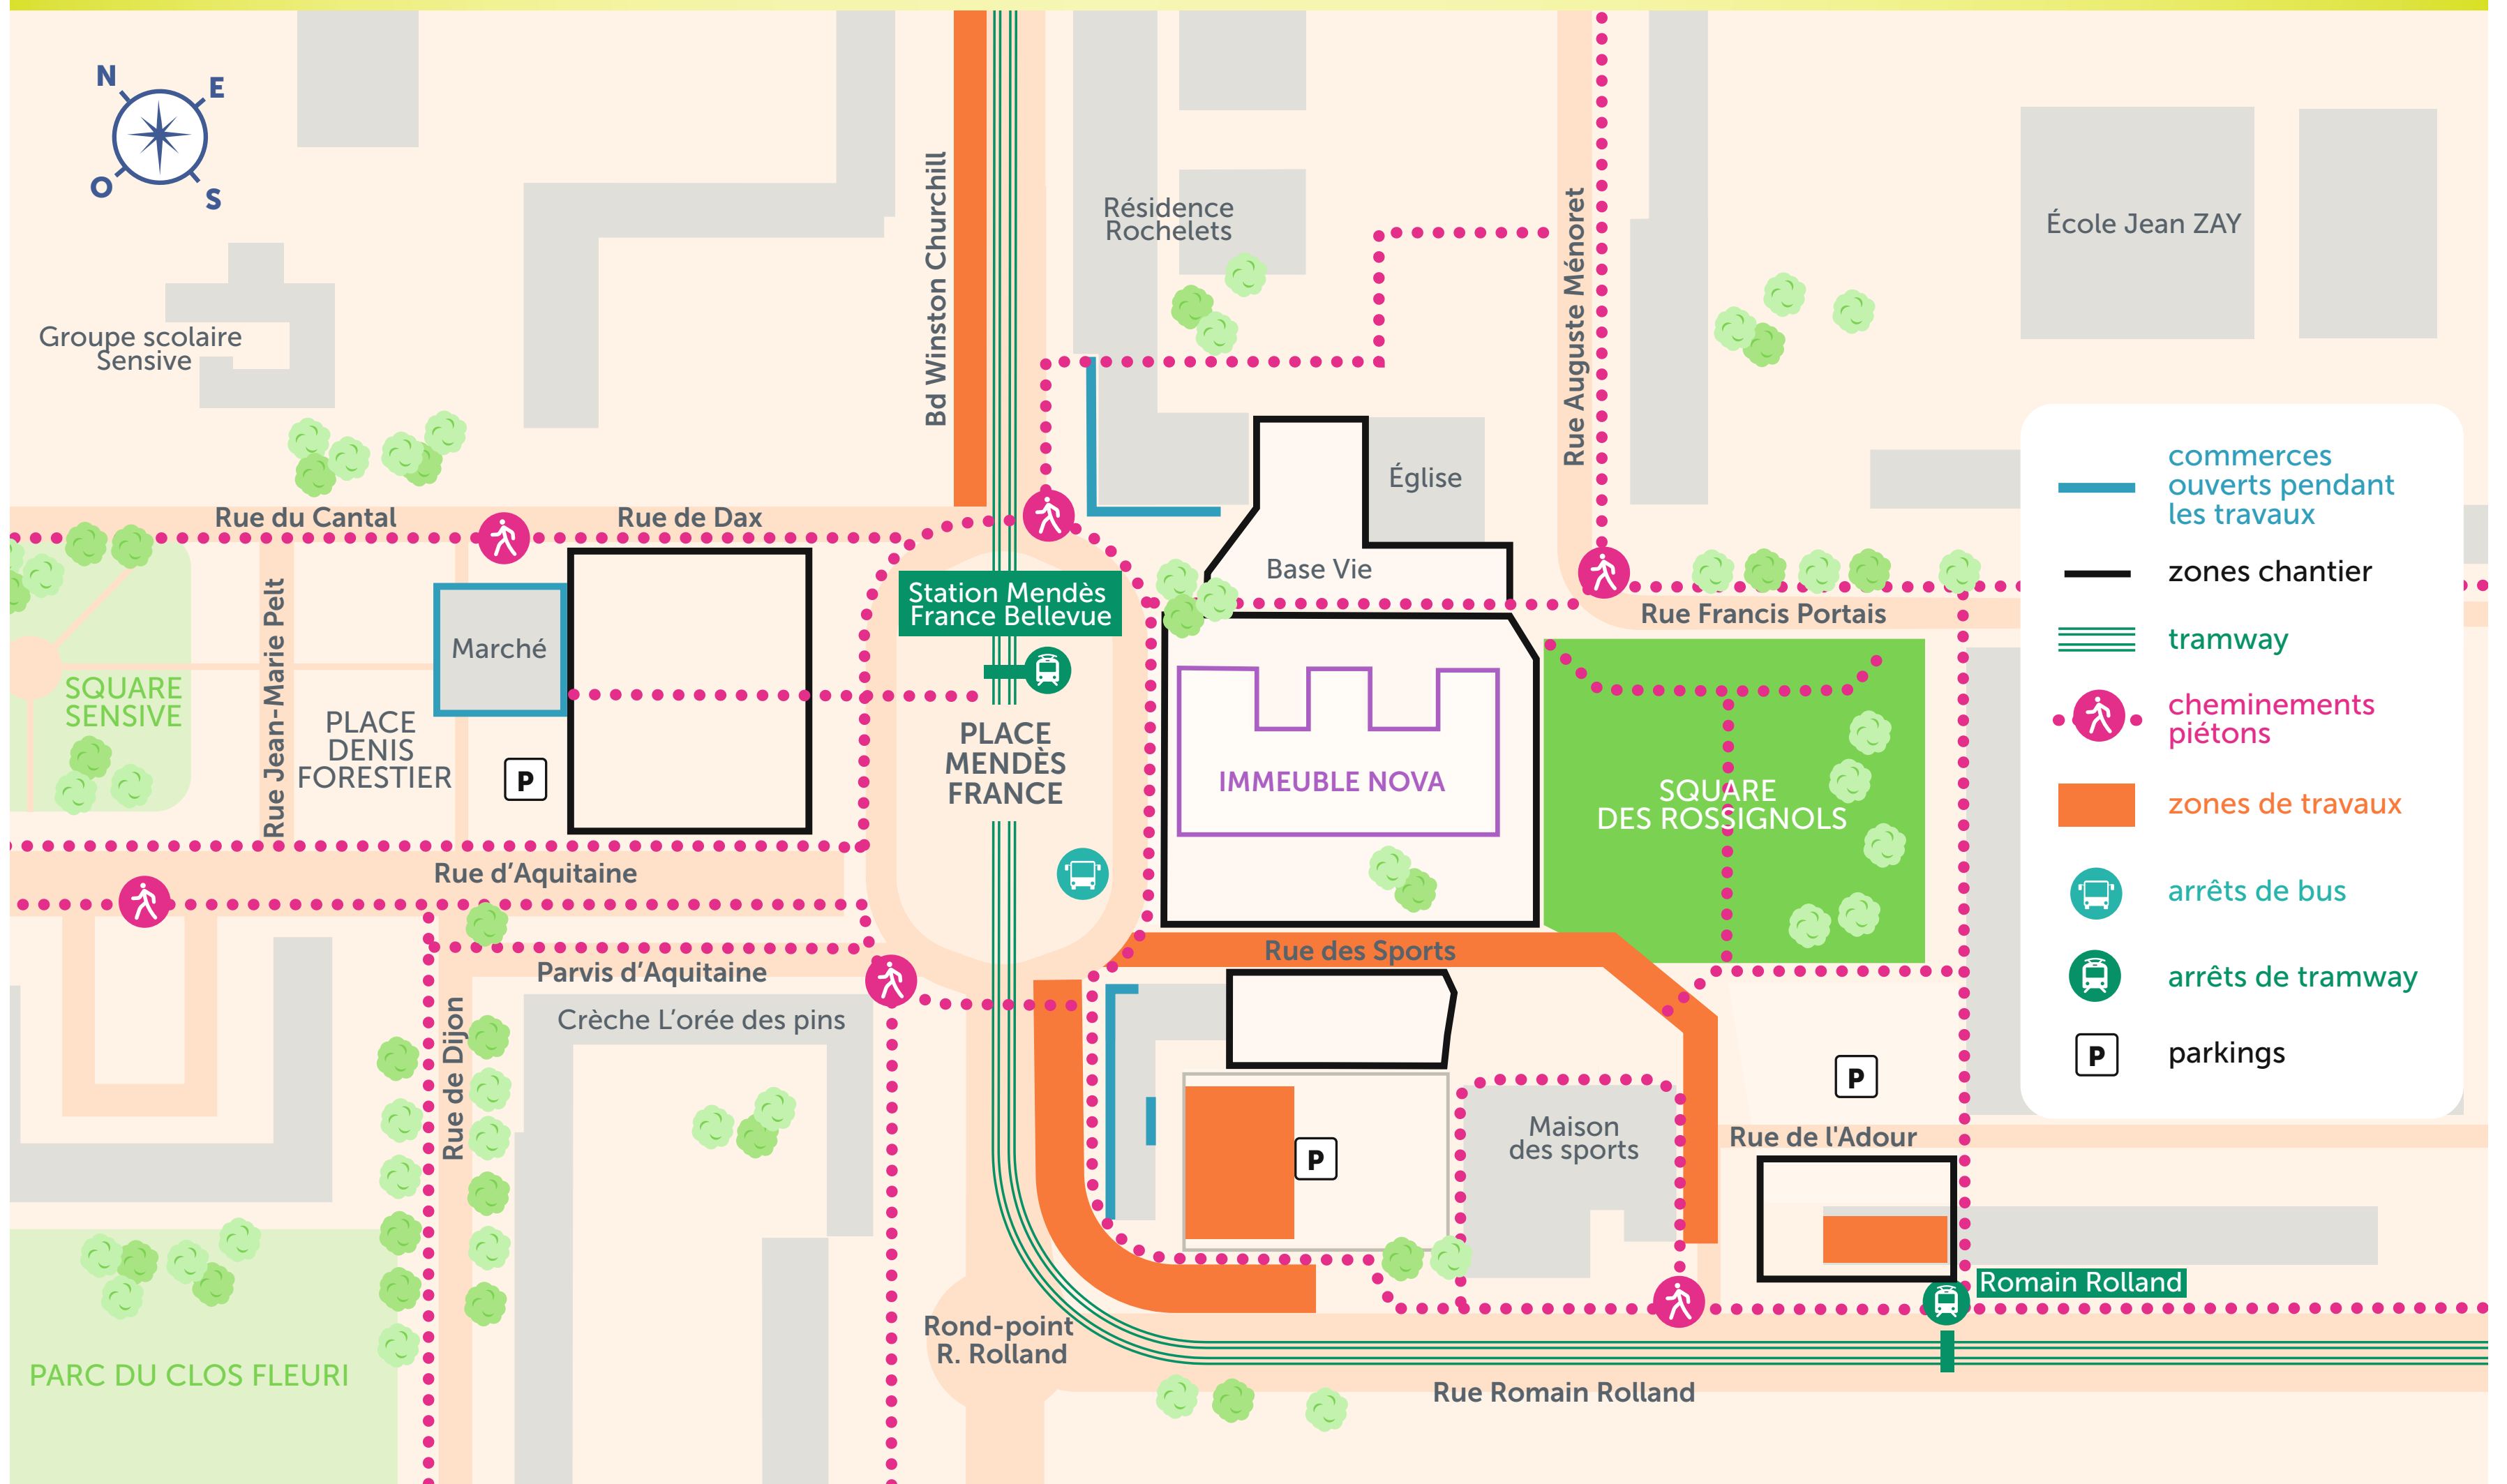 N
E
O
S
Groupe scolaire
Sensive
Bd Winston Churchill
Résidence
Rochelets
Rue Auguste Ménoret
École Jean ZAY
Église
Base Vie
Rue du Cantal
Rue de Dax
Station Mendès
France Bellevue
Rue Francis Portais
Marché
SQUARE
SENSIVE
Rue Jean-Marie Pelt
PLACE
DENIS
FORESTIER
P
PLACE
MENDÈS
FRANCE
IMMEUBLE NOVA
SQUARE
DES ROSSIGNOLS
Rue d'Aquitaine
Parvis d'Aquitaine
Rue des Sports
Crèche L'orée des pins
Rue de Dijon
P
Maison
des sports
P
Rue de l'Adour
Romain Rolland
Rond-point
R. Rolland
Rue Romain Rolland
PARC DU CLOS FLEURI
commerces
ouverts pendant
les travaux
zones chantier
tramway
cheminements
piétons
zones de travaux
arrêts de bus
arrêts de tramway
P
parkings